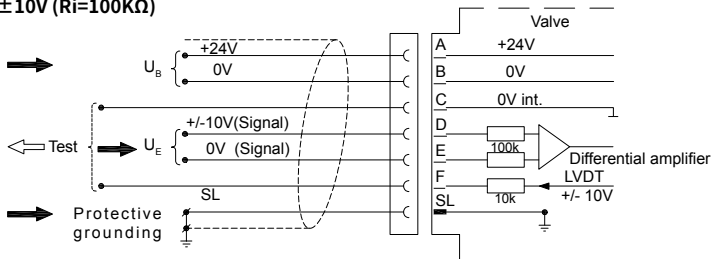 ±10V (Ri=100KΩ)
Valve
+24V
A
+24V
U_B
0V
B
0V
C
0V int.
+/-10V(Signal)
D
Test
U_E
0V (Signal)
E
100k
Differential amplifier
F
LVDT
SL
10k
+/- 10V
SL
Protective
grounding